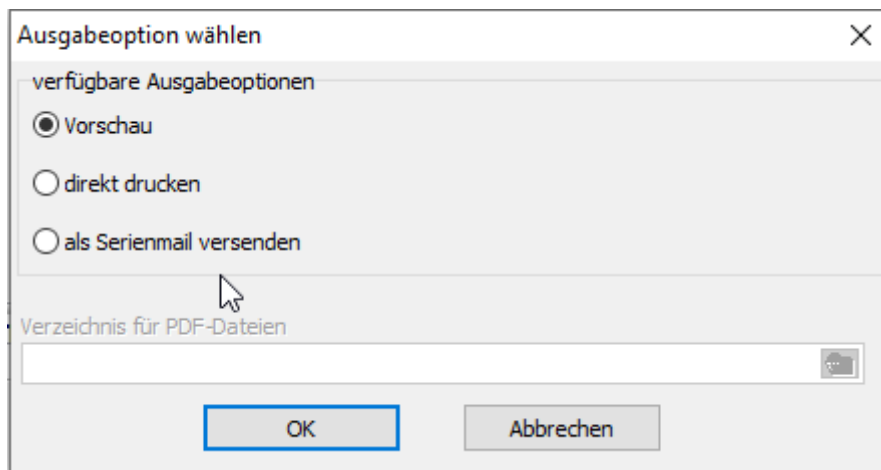 Ausgabeoption wählen
verfügbare Ausgabeoptionen
Vorschau
direkt drucken
als Serienmail versenden
Verzeichnis für PDF-Dateien
OK
Abbrechen